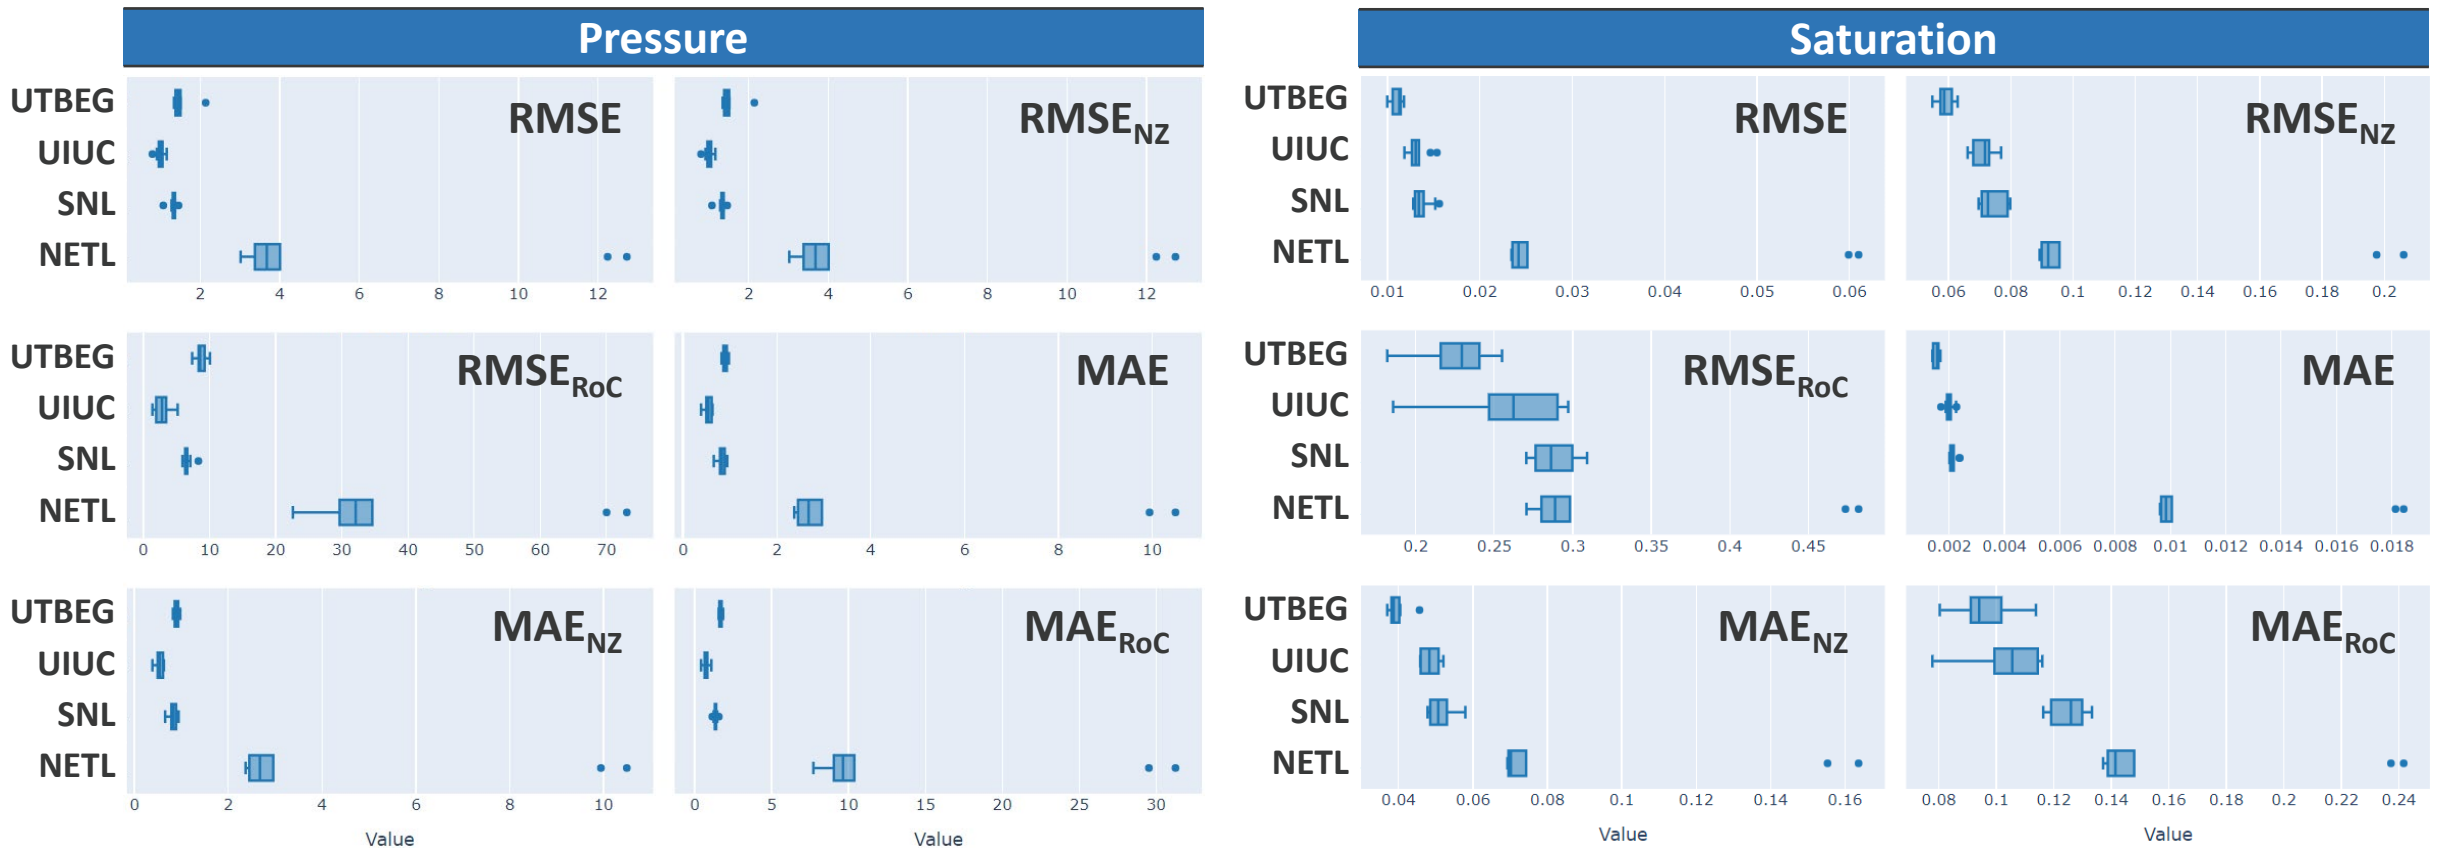 Pressure
UTBEG
UIUC
SNL
NETL
RMSE
2 4 6 8 10 12
RMSE_NZ
2 4 6 8 10 12
UTBEG
UIUC
SNL
NETL
RMSE_RoC
0 10 20 30 40 50 60 70
MAE
0 2 4 6 8 10
UTBEG
UIUC
SNL
NETL
MAE_NZ
0 2 4 6 8 10
Value
MAE_RoC
0 5 10 15 20 25 30
Value
Saturation
UTBEG
UIUC
SNL
NETL
RMSE
0.01 0.02 0.03 0.04 0.05 0.06
RMSE_NZ
0.06 0.08 0.1 0.12 0.14 0.16 0.18 0.2
UTBEG
UIUC
SNL
NETL
RMSE_RoC
0.2 0.25 0.3 0.35 0.4 0.45
MAE
0.002 0.004 0.006 0.008 0.01 0.012 0.014 0.016 0.018
UTBEG
UIUC
SNL
NETL
MAE_NZ
0.04 0.06 0.08 0.1 0.12 0.14 0.16
Value
MAE_RoC
0.08 0.1 0.12 0.14 0.16 0.18 0.2 0.22 0.24
Value